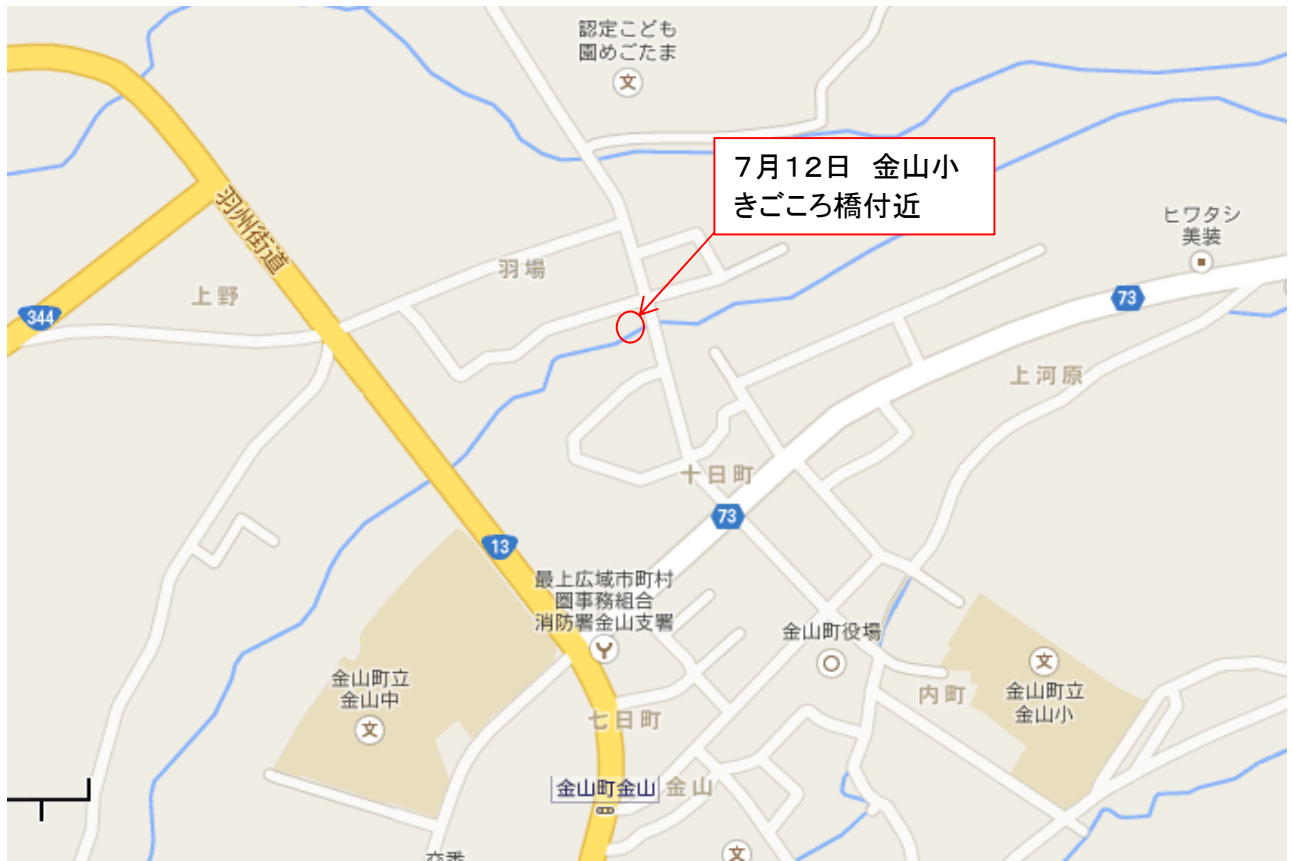 認定こども
園めごたま
7月12日　金山小
きごころ橋付近
ヒワタシ
美装
羽州街道
羽場
上野
344
73
上河原
十日町
73
13
最上広域市町村
圏事務組合
消防署金山支署
金山町役場
金山町立
金山中
金山町立
金山小
内町
七日町
金山町金山
金山
交番